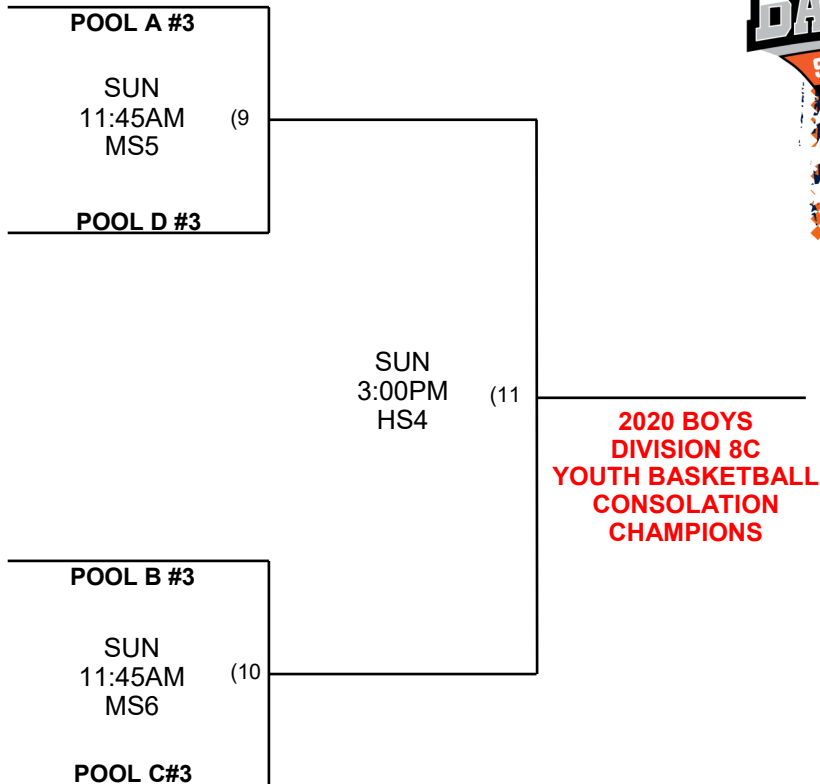 POOL A #3
SUN
11:45AM
MS5
(9
POOL D #3
SUN
3:00PM
HS4
(11
2020 BOYS
DIVISION 8C
YOUTH BASKETBALL
CONSOLATION
CHAMPIONS
POOL B #3
SUN
11:45AM
MS6
(10
POOL C#3